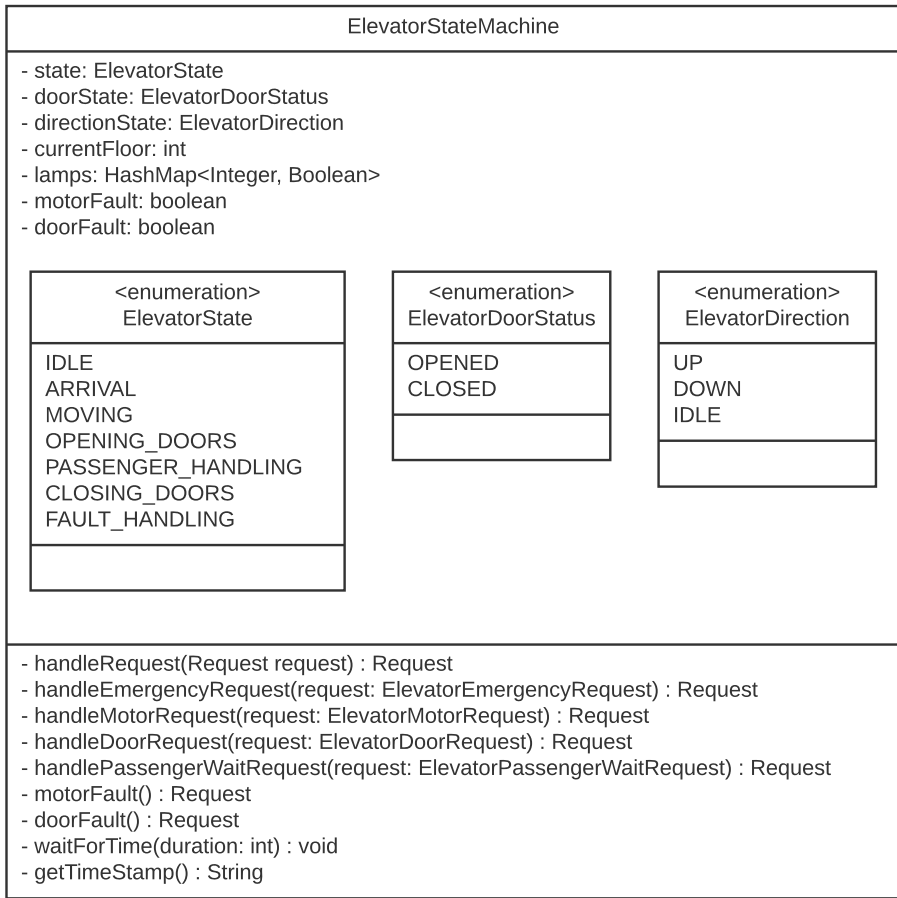 ElevatorStateMachine
- state: ElevatorState
- doorState: ElevatorDoorStatus
- directionState: ElevatorDirection
- currentFloor: int
- lamps: HashMap<Integer, Boolean>
- motorFault: boolean
- doorFault: boolean
<enumeration>
ElevatorState
IDLE
ARRIVAL
MOVING
OPENING_DOORS
PASSENGER_HANDLING
CLOSING_DOORS
FAULT_HANDLING
<enumeration>
ElevatorDoorStatus
OPENED
CLOSED
<enumeration>
ElevatorDirection
UP
DOWN
IDLE
- handleRequest(Request request) : Request
- handleEmergencyRequest(request: ElevatorEmergencyRequest) : Request
- handleMotorRequest(request: ElevatorMotorRequest) : Request
- handleDoorRequest(request: ElevatorDoorRequest) : Request
- handlePassengerWaitRequest(request: ElevatorPassengerWaitRequest) : Request
- motorFault() : Request
- doorFault() : Request
- waitForTime(duration: int) : void
- getTimeStamp() : String